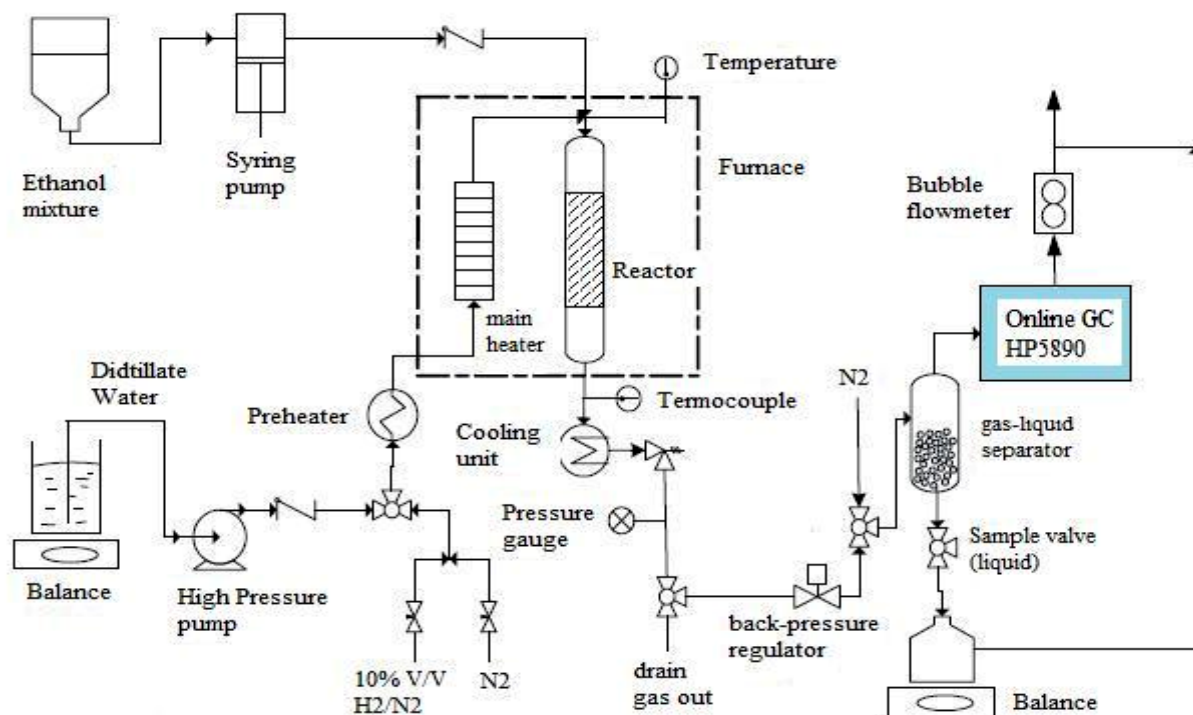 Temperature
Ethanol
mixture
Syring
pump
Furnace
Bubble
flowmeter
Reactor
main
heater
Online GC
HP5890
Didtillate
Water
Preheater
Termocouple
N2
Cooling
unit
gas-liquid
separator
Pressure
gauge
Sample valve
(liquid)
Balance
High Pressure
pump
back-pressure
regulator
10% V/V
H2/N2
N2
drain
gas out
Balance